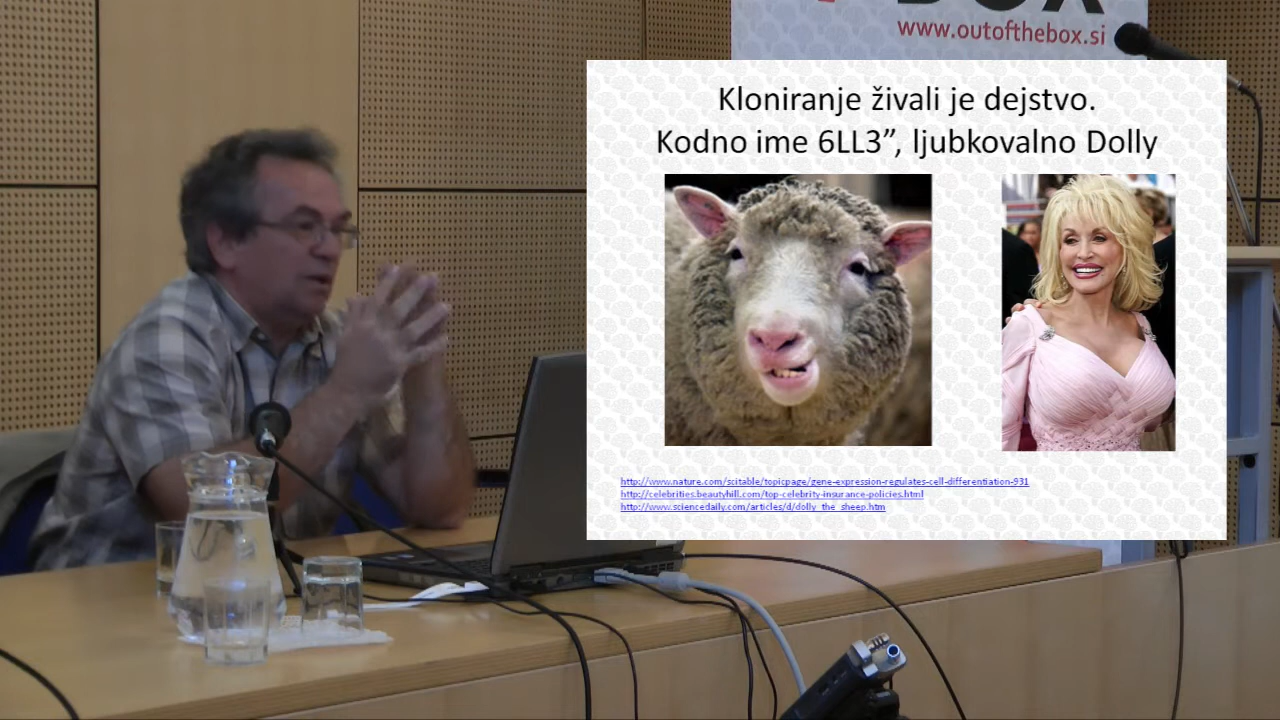 BOX
www.outofthebox.si
Kloniranje živali je dejstvo.
Kodno ime 6LL3”, ljubkovalno Dolly
http://www.nature.com/scitable/topicpage/gene-expression-regulates-cell-differentiation-931
http://celebrities.beautyhill.com/top-celebrity-insurance-policies.html
http://www.sciencedaily.com/articles/d/dolly_the_sheep.htm